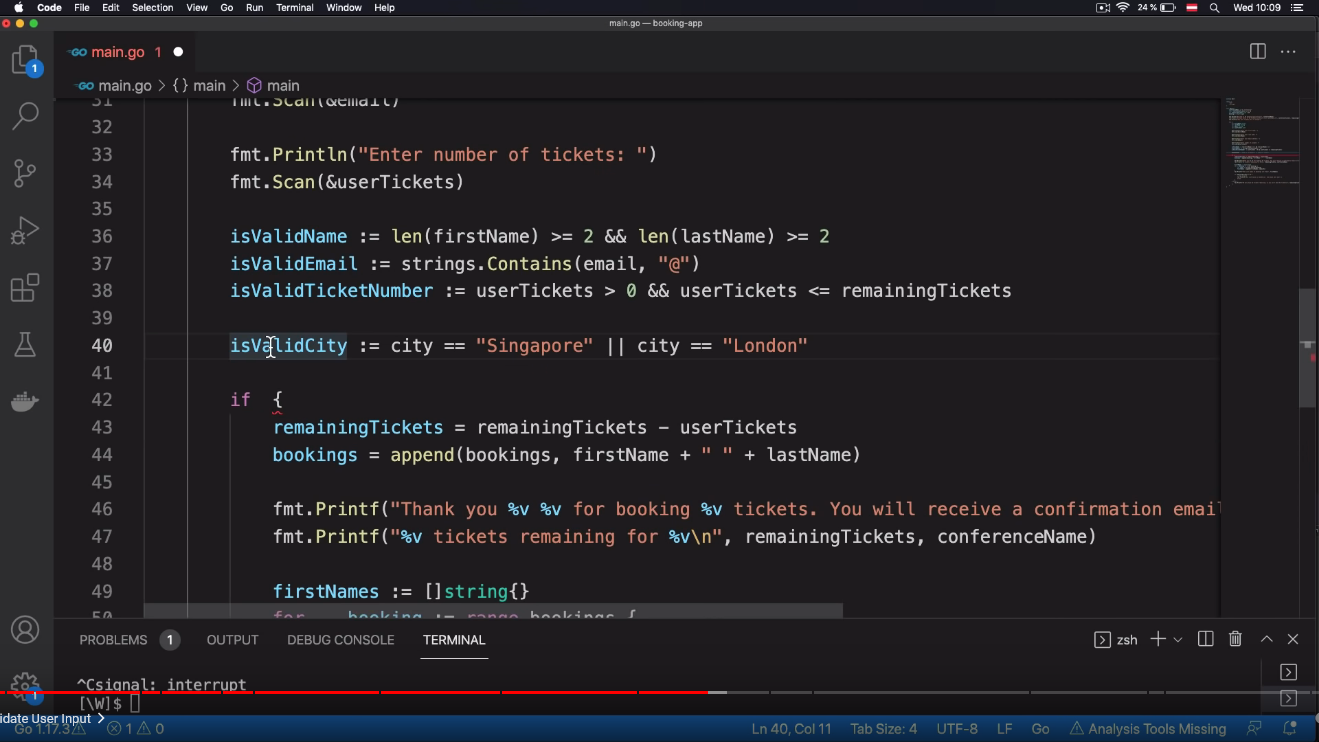 Code File Edit Selection View Go Run Terminal Window Help 24 % Wed 10:09
main.go — booking-app
1 GO main.go 1
GO main.go > {} main > main
31 fmt.Scan(&email)
32
33 fmt.Println("Enter number of tickets: ")
34 fmt.Scan(&userTickets)
35
36 isValidName := len(firstName) >= 2 && len(lastName) >= 2
37 isValidEmail := strings.Contains(email, "@")
38 isValidTicketNumber := userTickets > 0 && userTickets <= remainingTickets
39
40 isValidCity := city == "Singapore" || city == "London"
41
42 if {
43 remainingTickets = remainingTickets - userTickets
44 bookings = append(bookings, firstName + " " + lastName)
45
46 fmt.Printf("Thank you %v %v for booking %v tickets. You will receive a confirmation email
47 fmt.Printf("%v tickets remaining for %v\n", remainingTickets, conferenceName)
48
49 firstNames := []string{}
50 for _, booking := range bookings {
PROBLEMS 1 OUTPUT DEBUG CONSOLE TERMINAL zsh
^Csignal: interrupt
[\W]$
1
idate User Input >
Go 1.17.3 1 0 Ln 40, Col 11 Tab Size: 4 UTF-8 LF Go Analysis Tools Missing